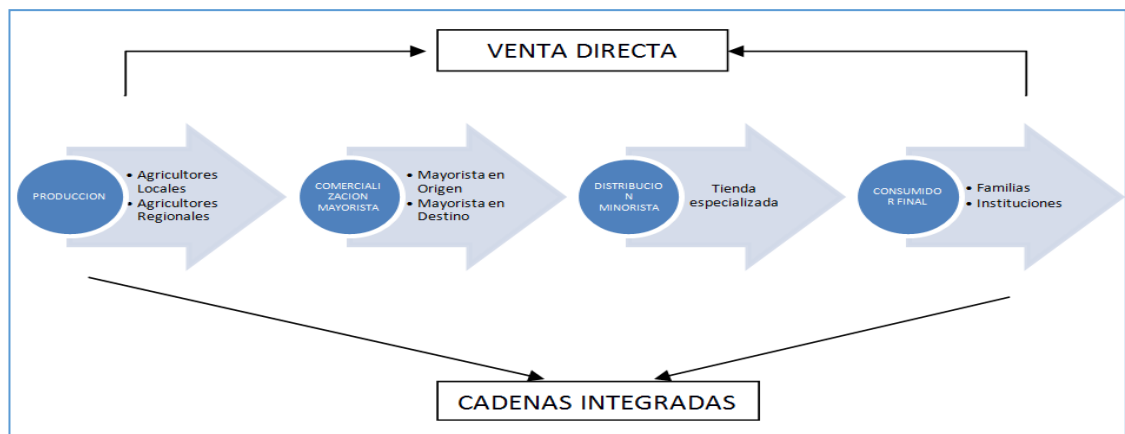 VENTA DIRECTA
PRODUCCION
• Agricultores
Locales
• Agricultores
Regionales
COMERCIALI
ZACION
MAYORISTA
• Mayorista en
Origen
• Mayorista en
Destino
DISTRIBUCIO
N
MINORISTA
Tienda
especializada
CONSUMIDO
R FINAL
• Familias
• Instituciones
CADENAS INTEGRADAS